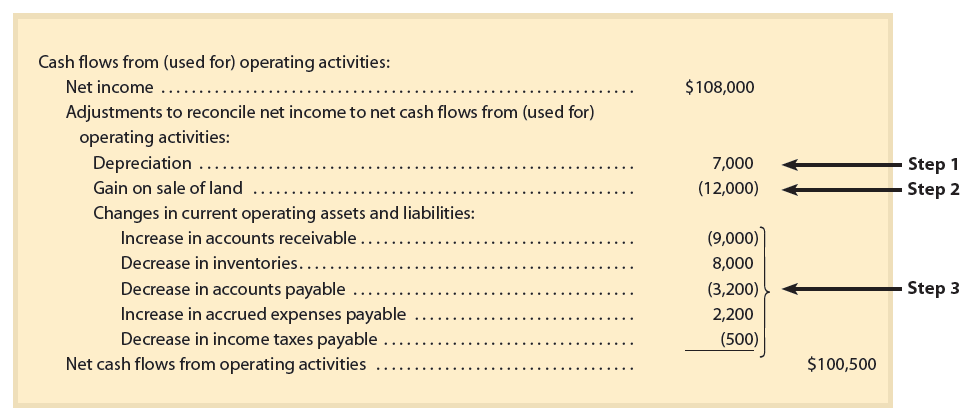 Cash flows from (used for) operating activities:
Net income ........................................................... $108,000
Adjustments to reconcile net income to net cash flows from (used for)
operating activities:
Depreciation ...................................................... 7,000 Step 1
Gain on sale of land ............................................... (12,000) Step 2
Changes in current operating assets and liabilities:
Increase in accounts receivable ..................................... (9,000)
Decrease in inventories............................................ 8,000
Decrease in accounts payable ...................................... (3,200) Step 3
Increase in accrued expenses payable .............................. 2,200
Decrease in income taxes payable .................................. (500)
Net cash flows from operating activities .................................. $100,500